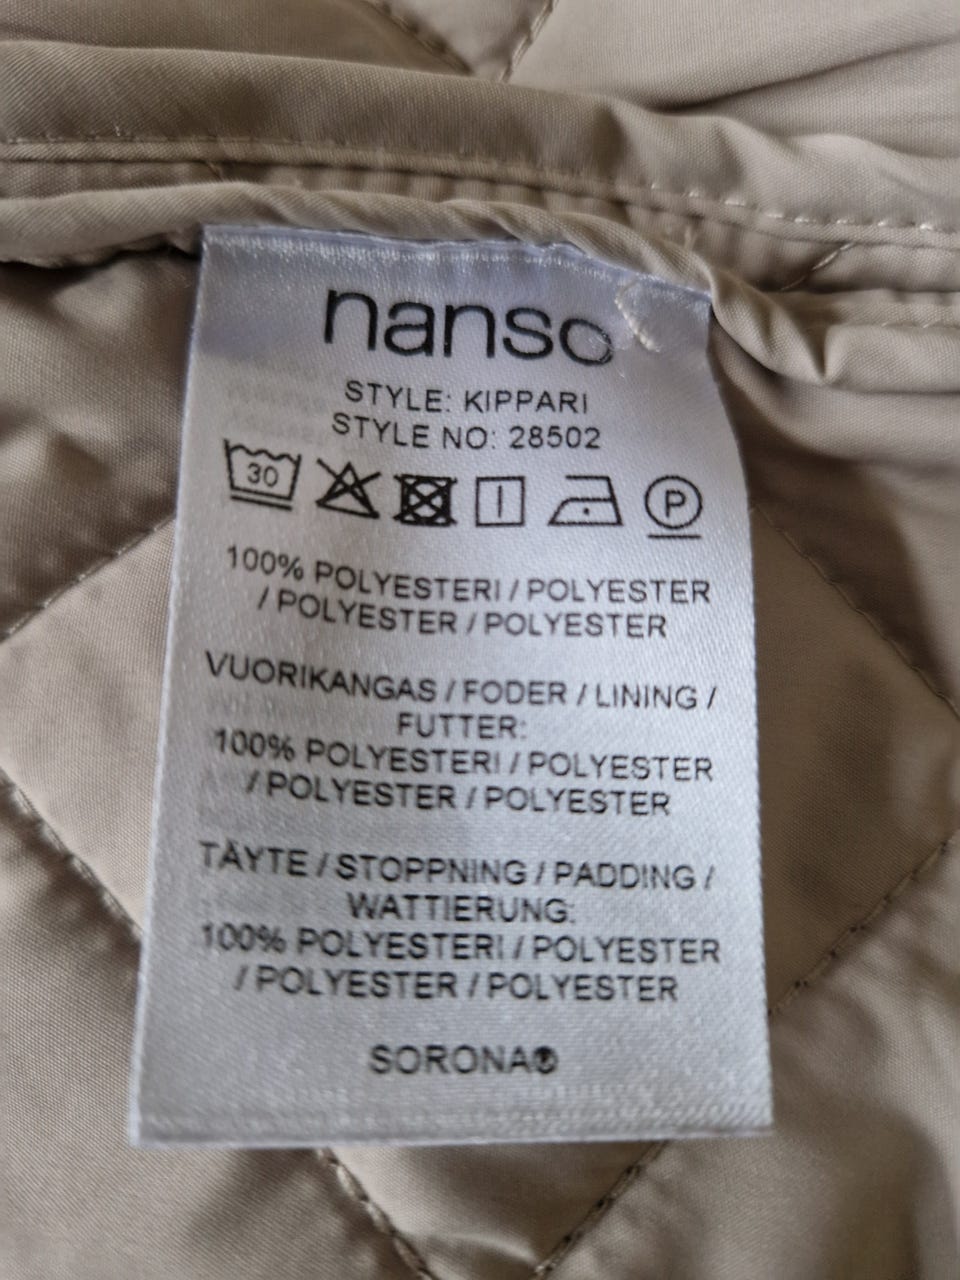 nanso
STYLE: KIPPARI
STYLE NO: 28502
30
P
100% POLYESTERI / POLYESTER
/ POLYESTER / POLYESTER
VUORIKANGAS / FODER / LINING /
FUTTER:
100% POLYESTERI / POLYESTER
/ POLYESTER / POLYESTER
TÄYTE / STOPPNING / PADDING /
WATTIERUNG:
100% POLYESTERI / POLYESTER
/ POLYESTER / POLYESTER
SORONA®